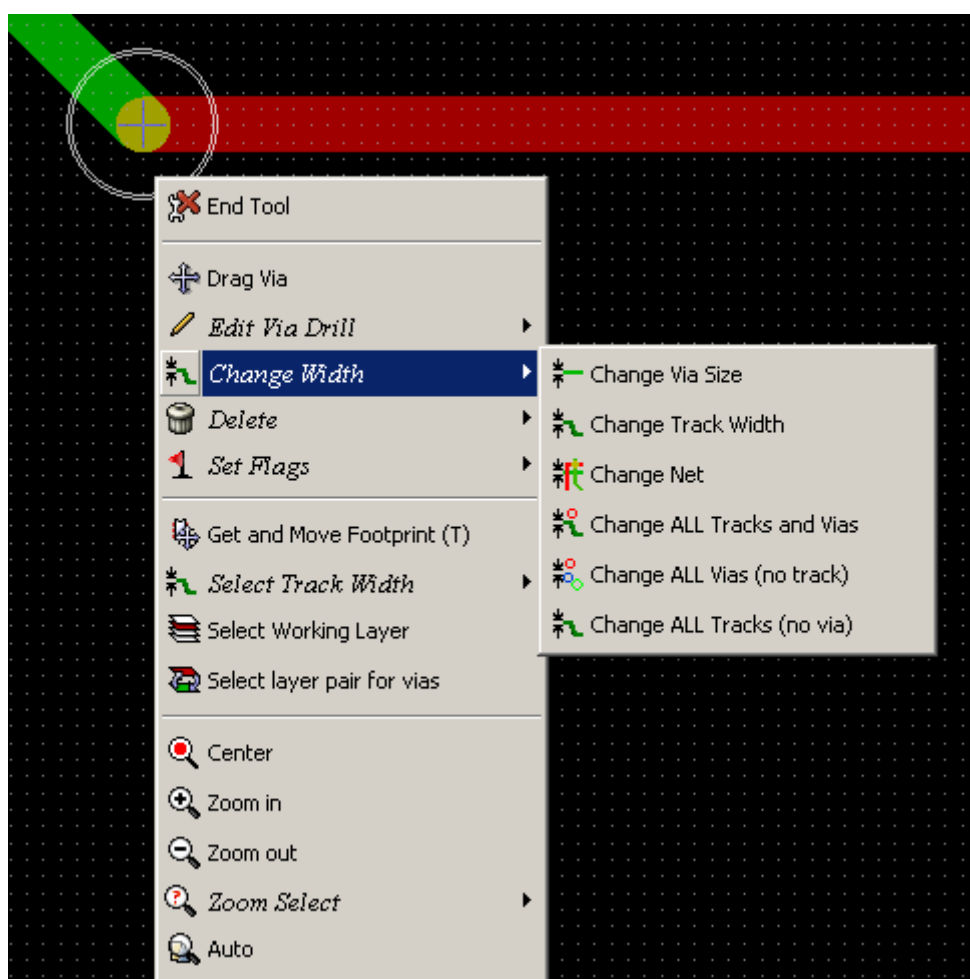 End Tool
Drag Via
Edit Via Drill
Change Width
Delete
Set Flags
Get and Move Footprint (T)
Select Track Width
Select Working Layer
Select layer pair for vias
Center
Zoom in
Zoom out
Zoom Select
Auto
Change Via Size
Change Track Width
Change Net
Change ALL Tracks and Vias
Change ALL Vias (no track)
Change ALL Tracks (no via)